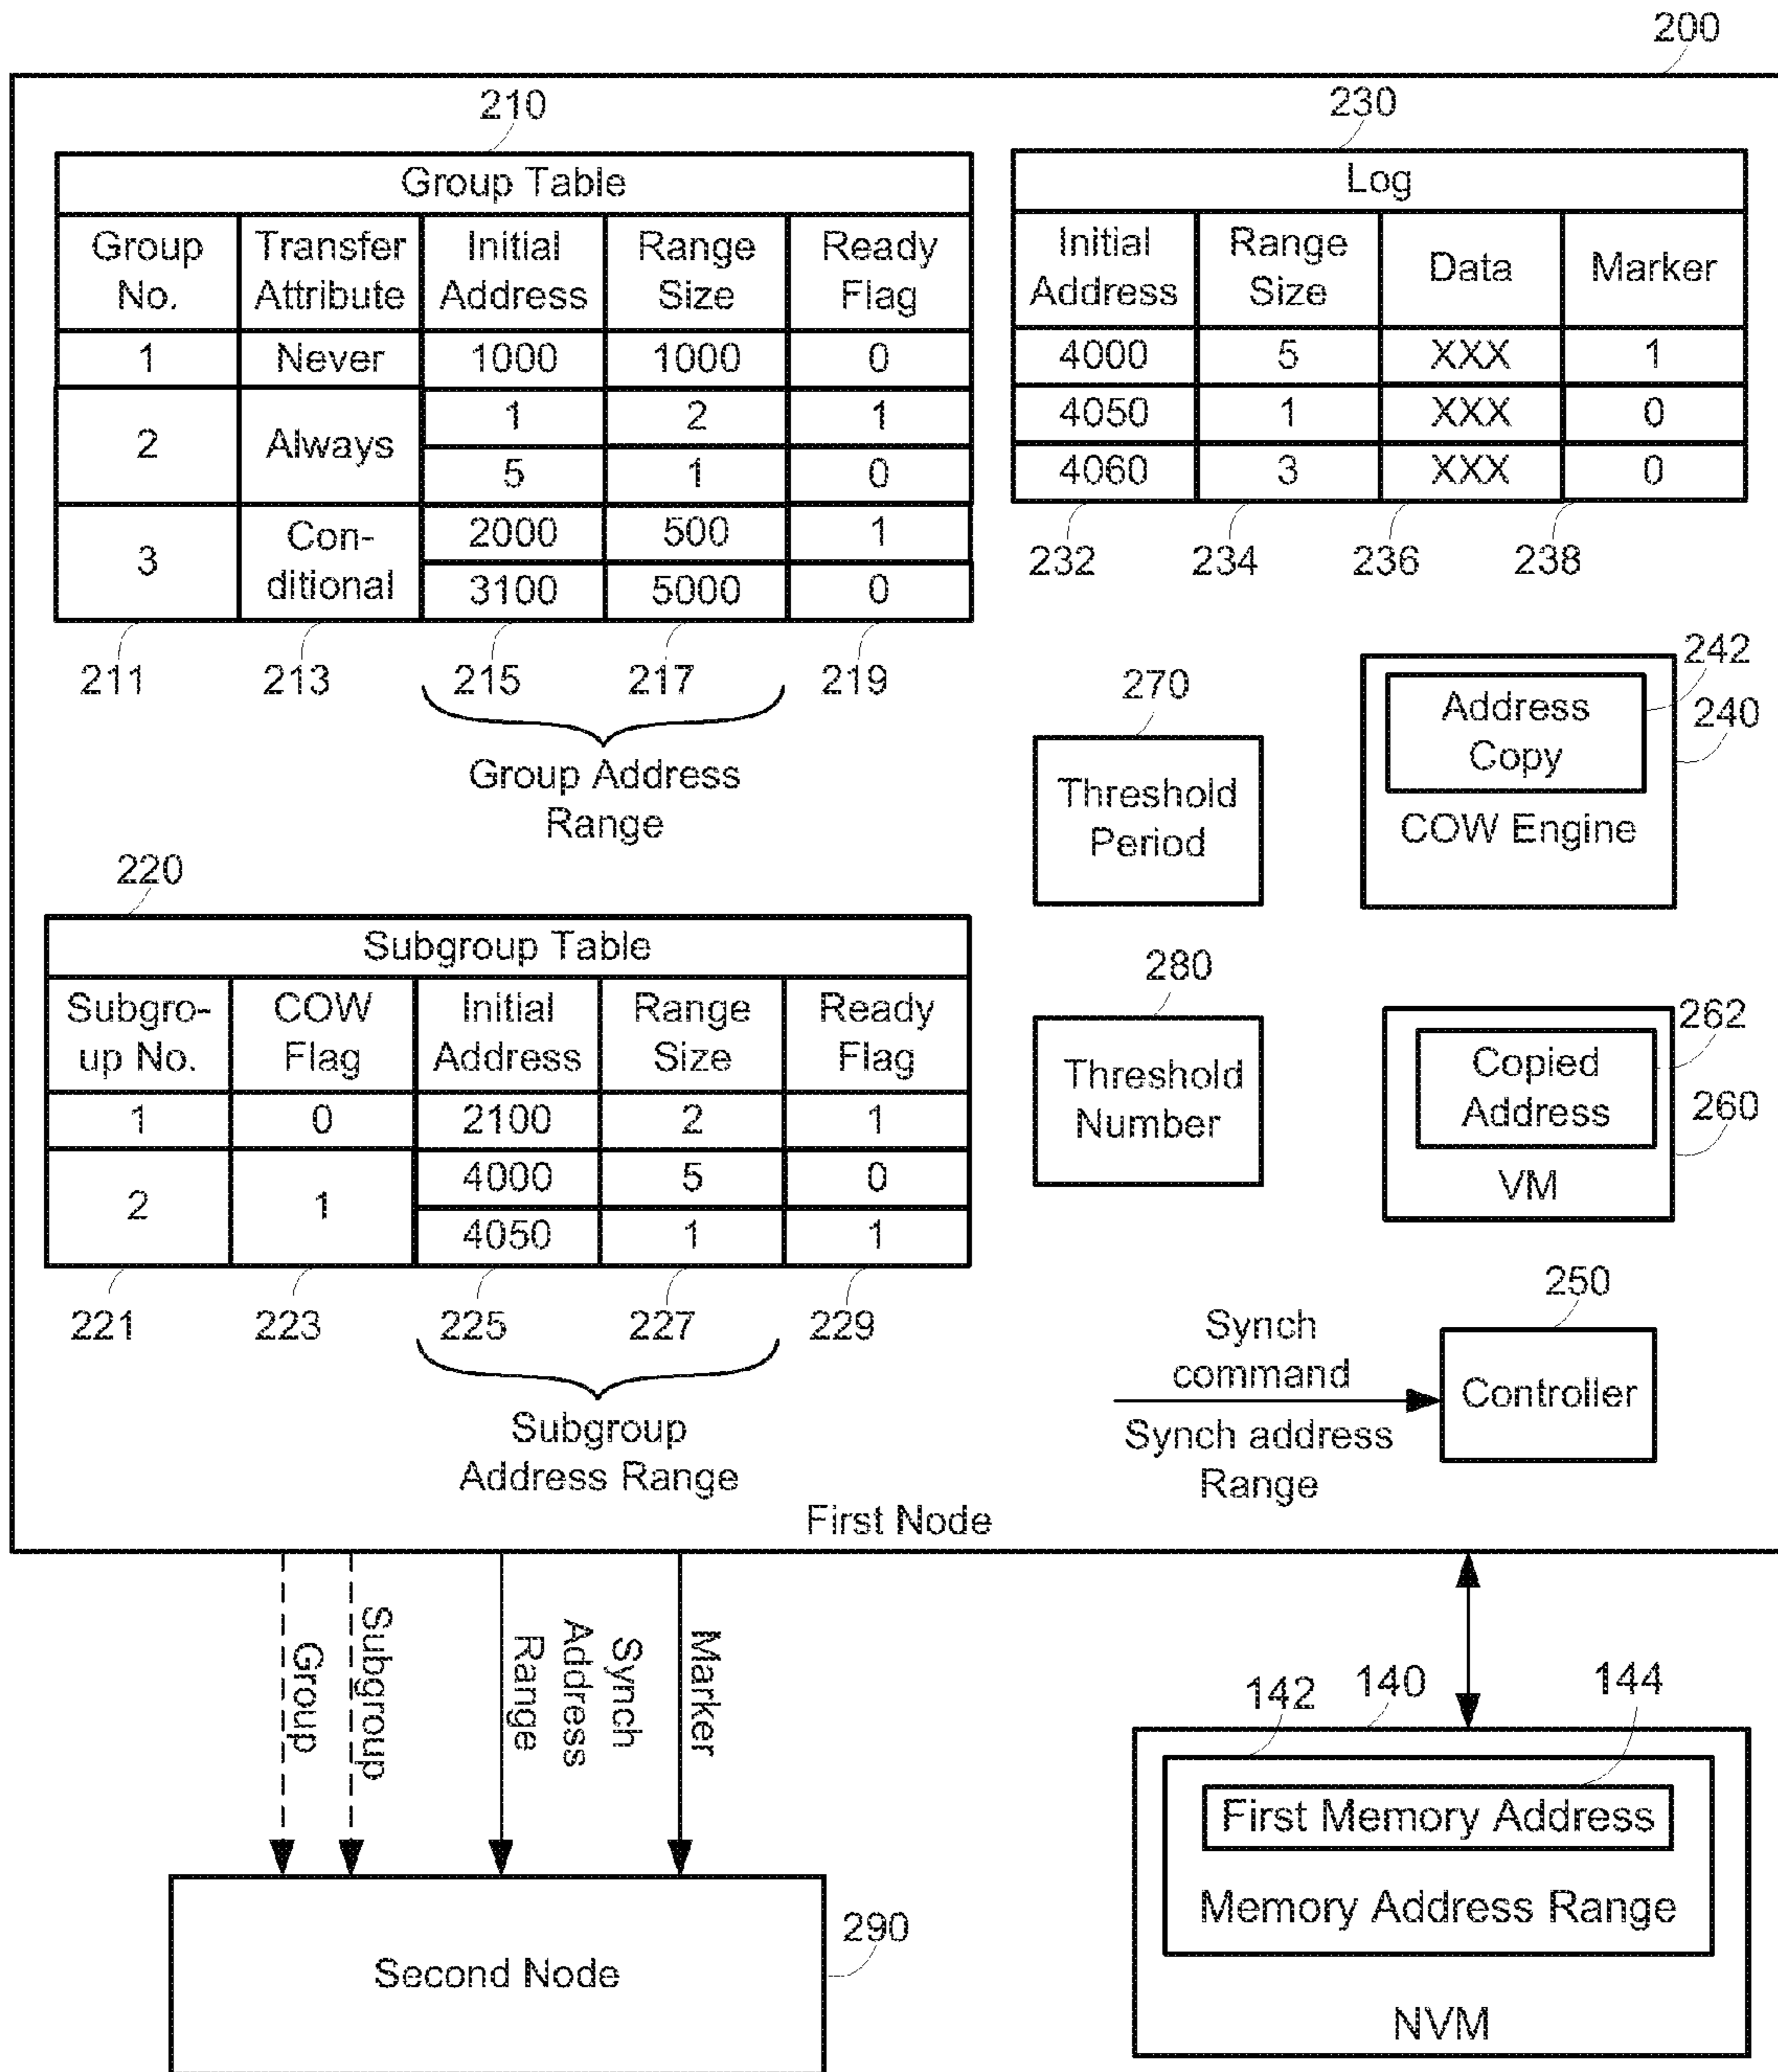 200
210
Group Table
Group No. Transfer Attribute Initial Address Range Size Ready Flag
1 Never 1000 1000 0
2 Always 1 2 1
5 1 0
3 Con-ditional 2000 500 1
3100 5000 0
211 213 215 217 219
Group Address
Range
230
Log
Initial Address Range Size Data Marker
4000 5 XXX 1
4050 1 XXX 0
4060 3 XXX 0
232 234 236 238
270
Threshold
Period
242
240
Address
Copy
COW Engine
220
Subgroup Table
Subgro-up No. COW Flag Initial Address Range Size Ready Flag
1 0 2100 2 1
2 1 4000 5 0
4050 1 1
221 223 225 227 229
Subgroup
Address Range
280
Threshold
Number
262
260
Copied
Address
VM
250
Synch
command
Synch address
Range
Controller
First Node
Group
Subgroup
Synch
Address
Range
Marker
290
Second Node
142 140 144
First Memory Address
Memory Address Range
NVM